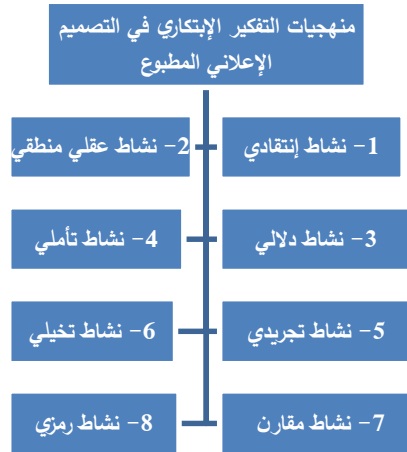 منهجيات التفكير الإبتكاري في التصميم
الإعلاني المطبوع
1- نشاط إنتقادي
2- نشاط عقلي منطقي
3- نشاط دلالي
4- نشاط تأملي
5- نشاط تجريدي
6- نشاط تخيلي
7- نشاط مقارن
8- نشاط رمزي